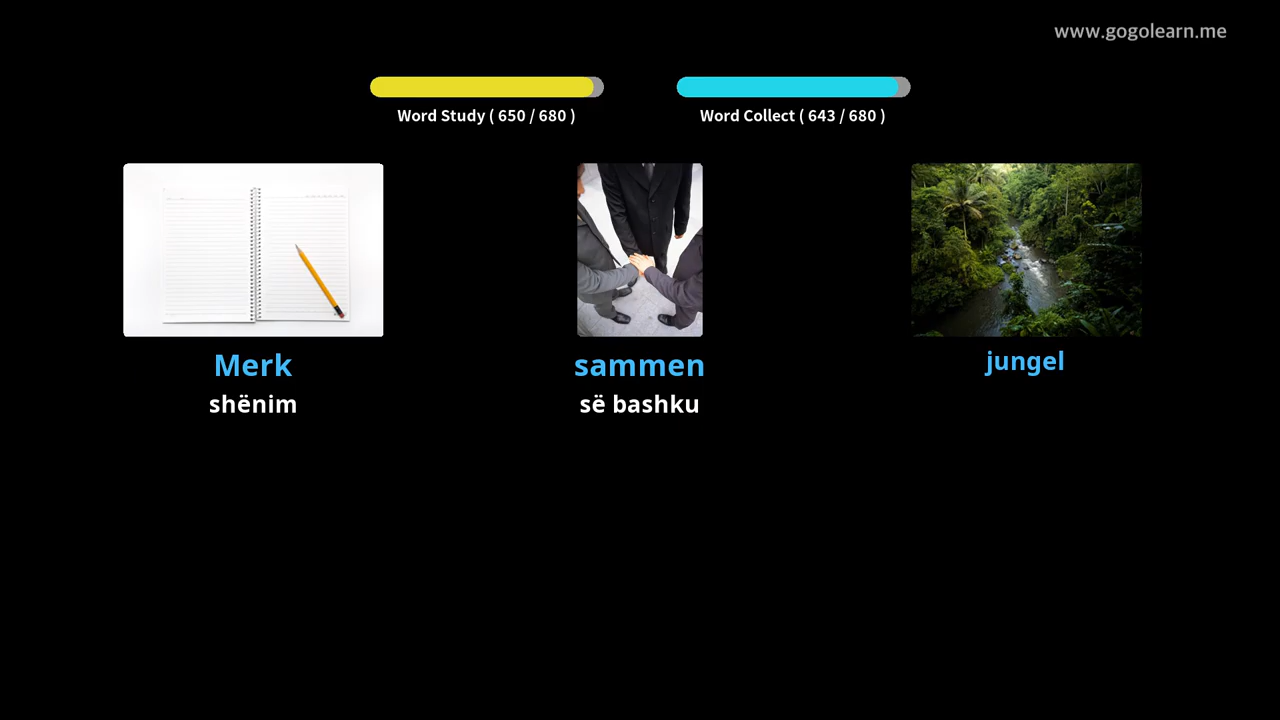 www.gogolearn.me
Word Study ( 650 / 680 )
Word Collect ( 643 / 680 )
Merk
shënim
sammen
së bashku
jungel